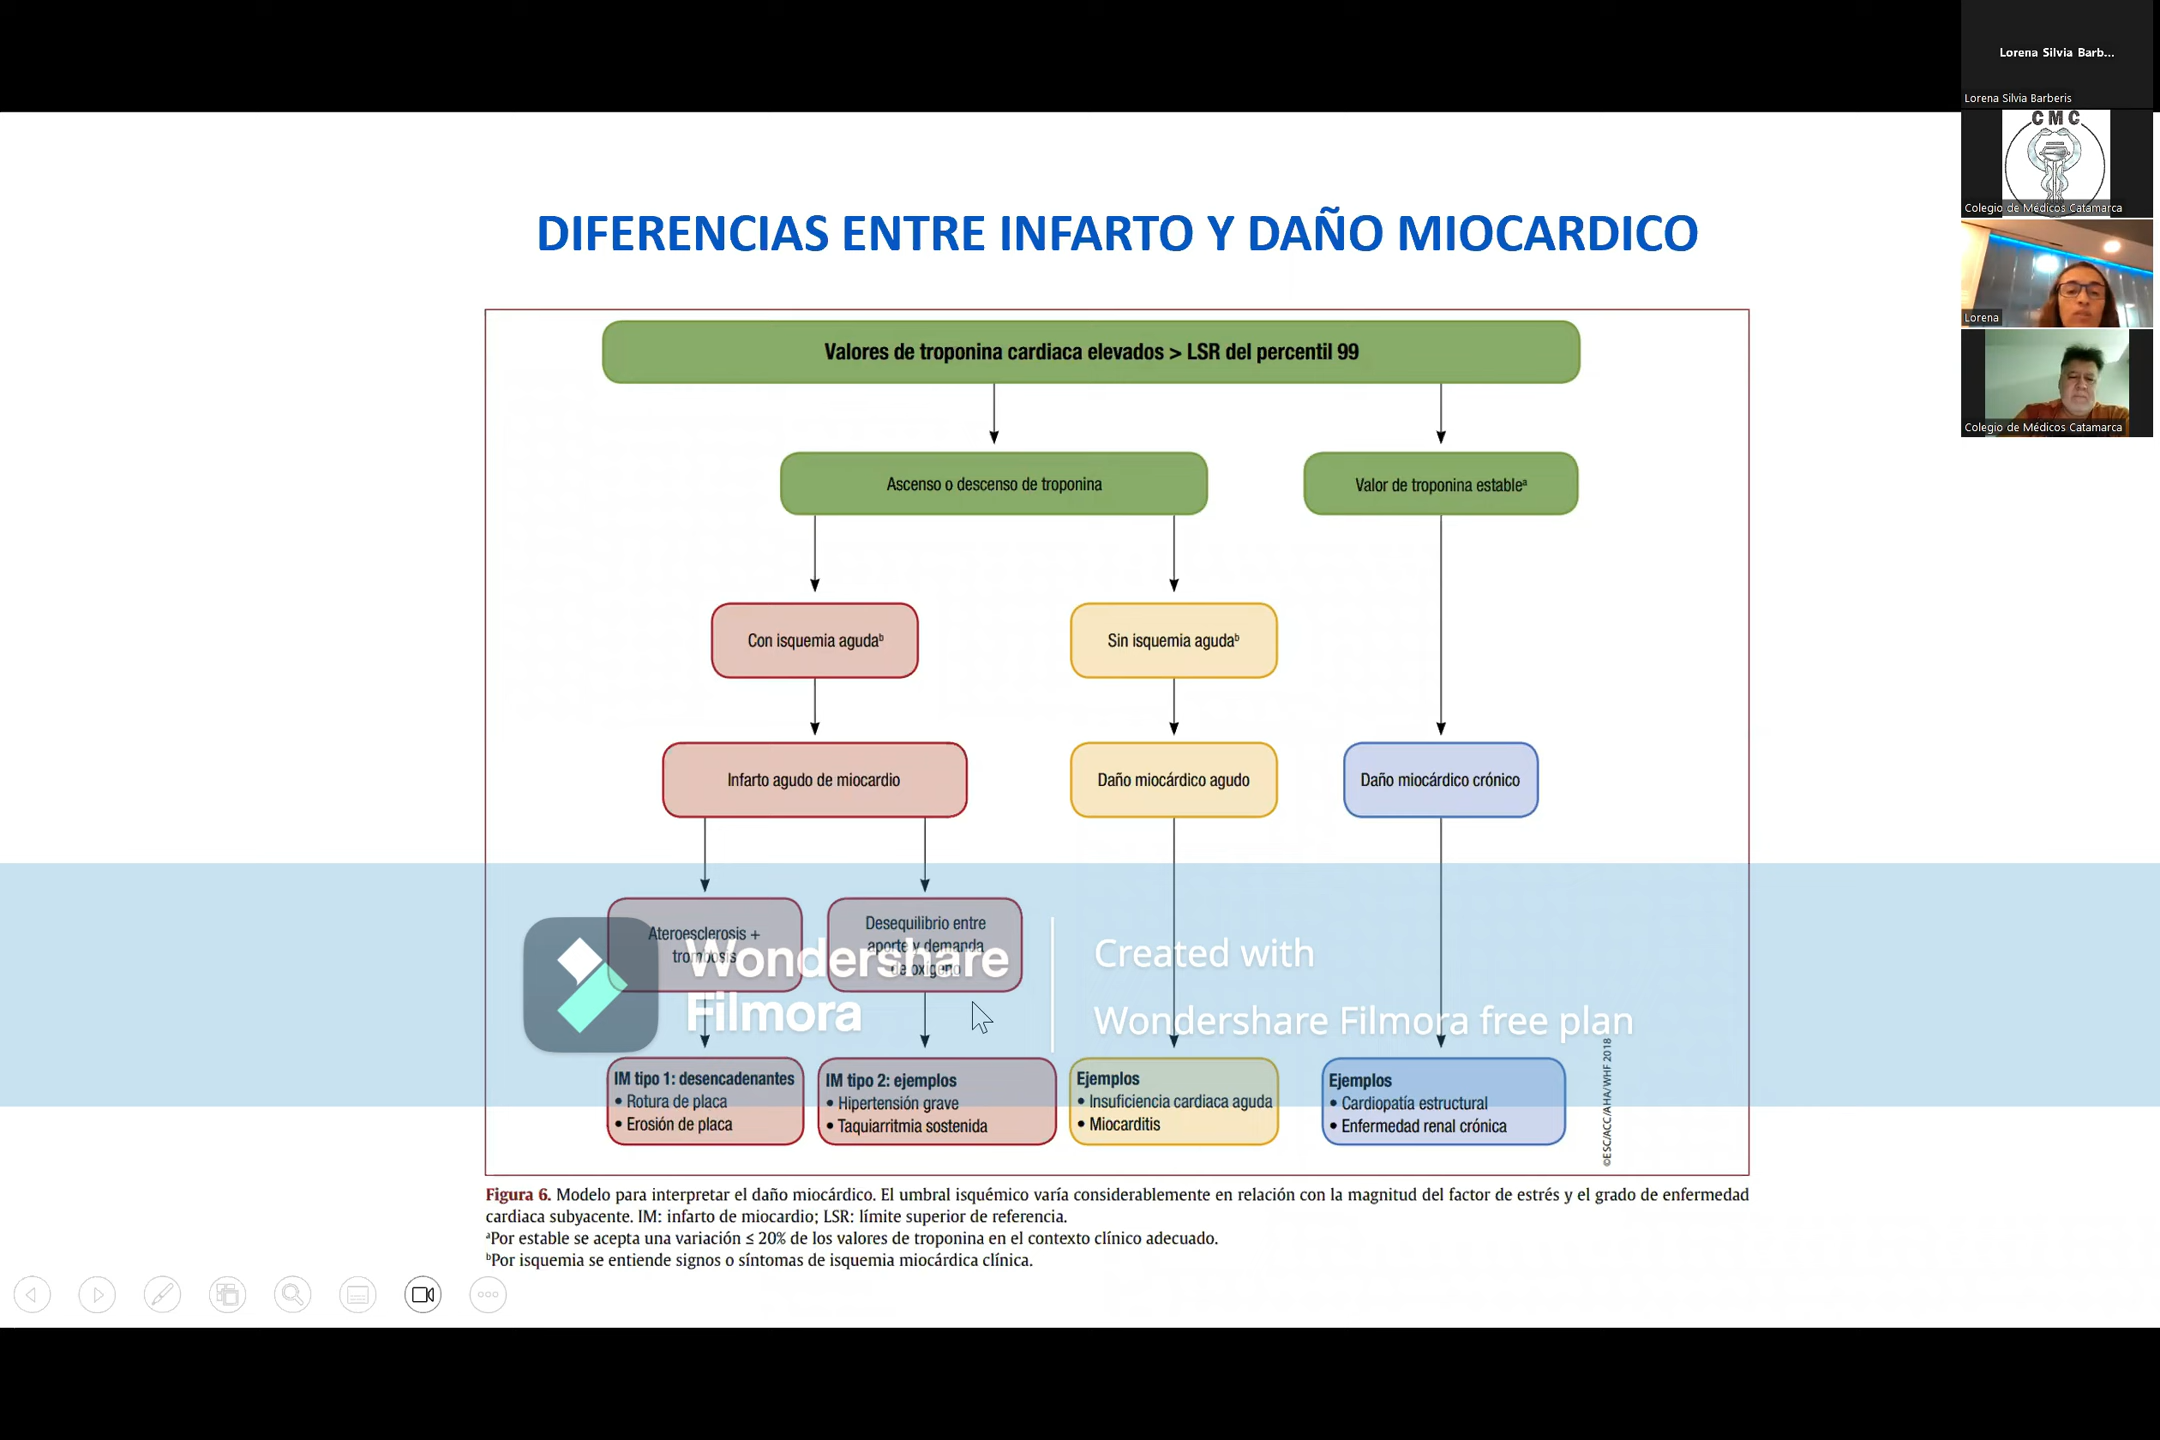 Lorena Silvia Barb...
Lorena Silvia Barberis
CMC
Colegio de Médicos Catamarca
Lorena
Colegio de Médicos Catamarca
DIFERENCIAS ENTRE INFARTO Y DAÑO MIOCARDICO
Valores de troponina cardiaca elevados > LSR del percentil 99
Ascenso o descenso de troponina
Valor de troponina estableᵃ
Con isquemia agudaᵇ
Sin isquemia agudaᵇ
Infarto agudo de miocardio
Daño miocárdico agudo
Daño miocárdico crónico
Ateroesclerosis +
trombosis
Desequilibrio entre
aporte y demanda
de oxígeno
Wondershare
Filmora
Created with
Wondershare Filmora free plan
IM tipo 1: desencadenantes
• Rotura de placa
• Erosión de placa
IM tipo 2: ejemplos
• Hipertensión grave
• Taquiarritmia sostenida
Ejemplos
• Insuficiencia cardiaca aguda
• Miocarditis
Ejemplos
• Cardiopatía estructural
• Enfermedad renal crónica
©ESC/ACC/AHA/WHF 2018
Figura 6. Modelo para interpretar el daño miocárdico. El umbral isquémico varía considerablemente en relación con la magnitud del factor de estrés y el grado de enfermedad
cardiaca subyacente. IM: infarto de miocardio; LSR: límite superior de referencia.
ᵃPor estable se acepta una variación ≤ 20% de los valores de troponina en el contexto clínico adecuado.
ᵇPor isquemia se entiende signos o síntomas de isquemia miocárdica clínica.